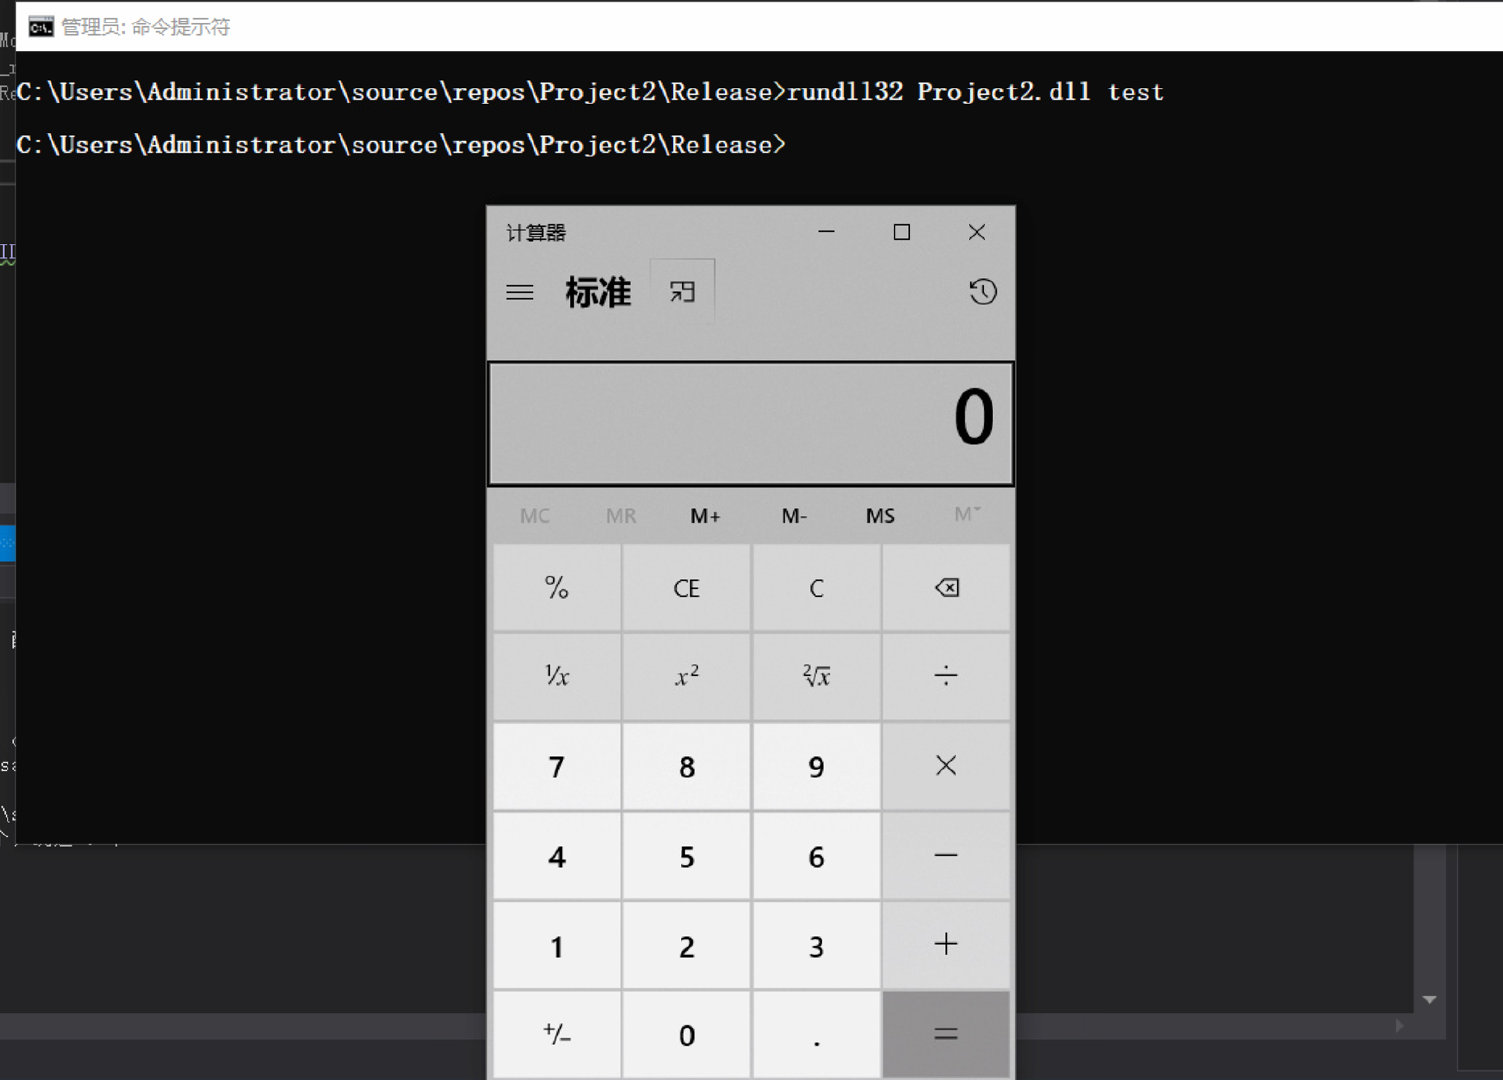 管理员: 命令提示符
C:\Users\Administrator\source\repos\Project2\Release>rundll32 Project2.dll test
C:\Users\Administrator\source\repos\Project2\Release>
计算器
标准
0
MC MR M+ M- MS M˅
% CE C
¹/x x² ²√x ÷
7 8 9 ×
4 5 6 −
1 2 3 +
+/− 0 . =